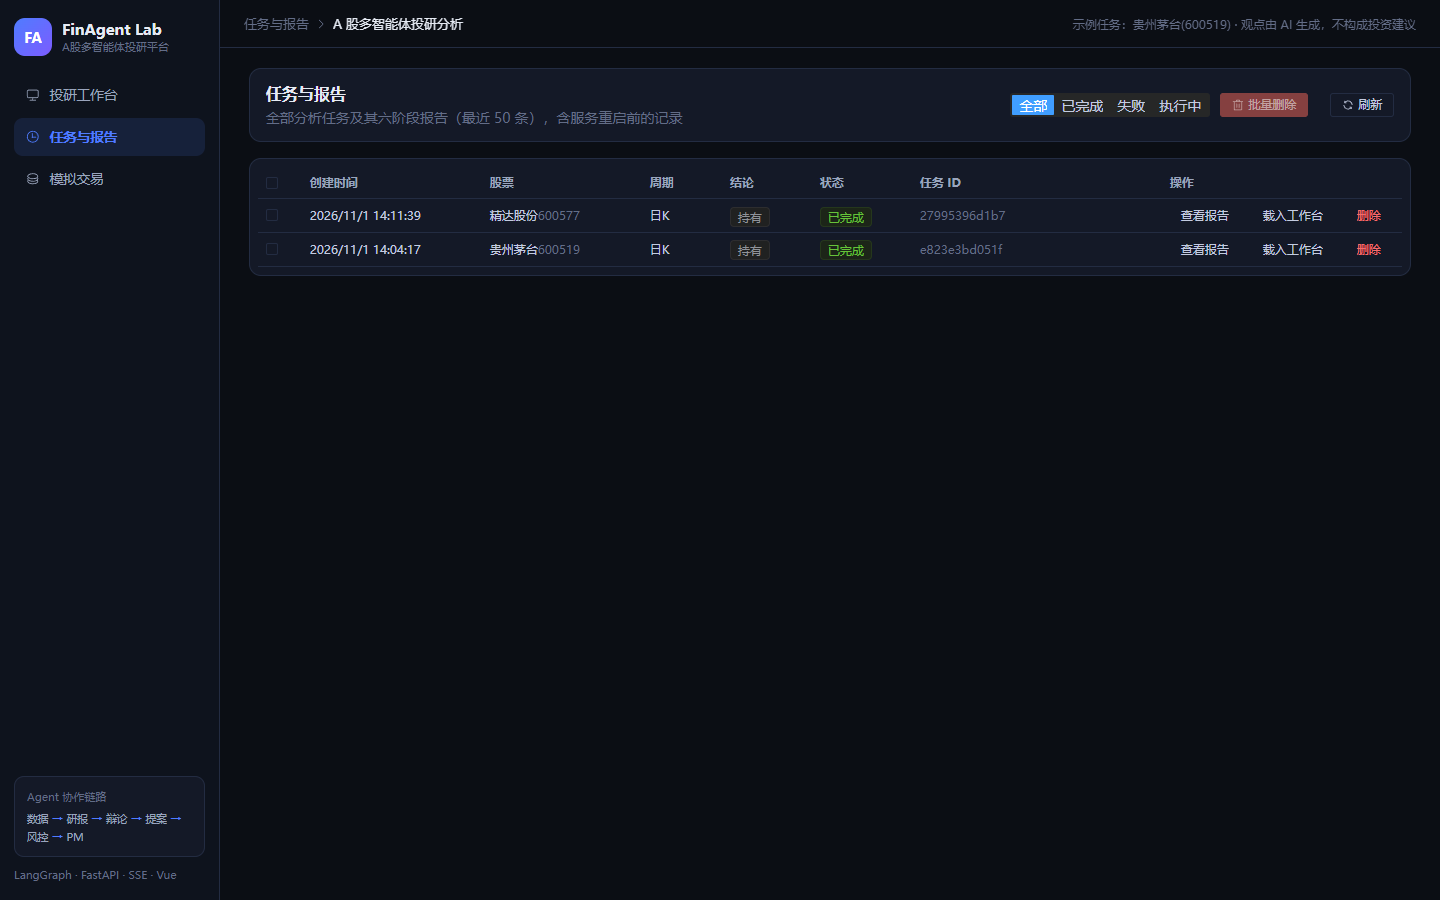 FA
FinAgent Lab
A股多智能体投研平台
投研工作台
任务与报告
模拟交易
Agent 协作链路
数据 → 研报 → 辩论 → 提案 →
风控 → PM
LangGraph · FastAPI · SSE · Vue
任务与报告 > A 股多智能体投研分析
示例任务：贵州茅台(600519) · 观点由 AI 生成，不构成投资建议
任务与报告
全部分析任务及其六阶段报告（最近 50 条），含服务重启前的记录
全部 已完成 失败 执行中 批量删除 刷新
创建时间 股票 周期 结论 状态 任务 ID 操作
2026/11/1 14:11:39 精达股份600577 日K 持有 已完成 27995396d1b7 查看报告 载入工作台 删除
2026/11/1 14:04:17 贵州茅台600519 日K 持有 已完成 e823e3bd051f 查看报告 载入工作台 删除